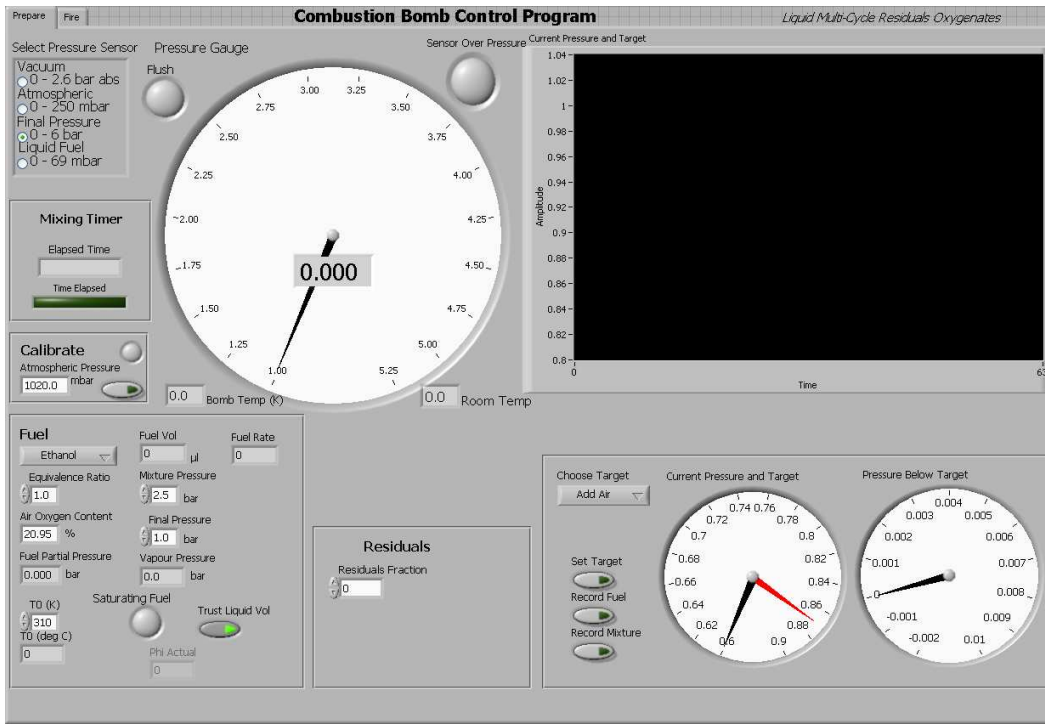 Prepare Fire
Combustion Bomb Control Program
Liquid Multi-Cycle Residuals Oxygenates
Select Pressure Sensor
Vacuum
0 - 2.6 bar abs
Atmospheric
0 - 250 mbar
Final Pressure
0 - 6 bar
Liquid Fuel
0 - 69 mbar
Pressure Gauge
Flush
Sensor Over Pressure
1.00
1.25
1.50
1.75
2.00
2.25
2.50
2.75
3.00
3.25
3.50
3.75
4.00
4.25
4.50
4.75
5.00
5.25
0.000
0.0 Bomb Temp (K)
0.0 Room Temp
Current Pressure and Target
Amplitude
1.04
1.02
1
0.98
0.96
0.94
0.92
0.9
0.88
0.86
0.84
0.82
0.8
0 63
Time
Mixing Timer
Elapsed Time
Time Elapsed
Calibrate
Atmospheric Pressure
1020.0 mbar
Fuel
Ethanol
Fuel Vol
0 µl
Fuel Rate
0
Equivalence Ratio
1.0
Mixture Pressure
2.5 bar
Air Oxygen Content
20.95 %
Final Pressure
1.0 bar
Fuel Partial Pressure
0.000 bar
Vapour Pressure
0.0 bar
T0 (K)
310
T0 (deg C)
0
Saturating Fuel
Trust Liquid Vol
Phi Actual
0
Residuals
Residuals Fraction
0
Choose Target
Add Air
Set Target
Record Fuel
Record Mixture
Current Pressure and Target
0.6
0.62
0.64
0.66
0.68
0.7
0.72
0.74
0.76
0.78
0.8
0.82
0.84
0.86
0.88
0.9
Pressure Below Target
-0.002
-0.001
0
0.001
0.002
0.003
0.004
0.005
0.006
0.007
0.008
0.009
0.01